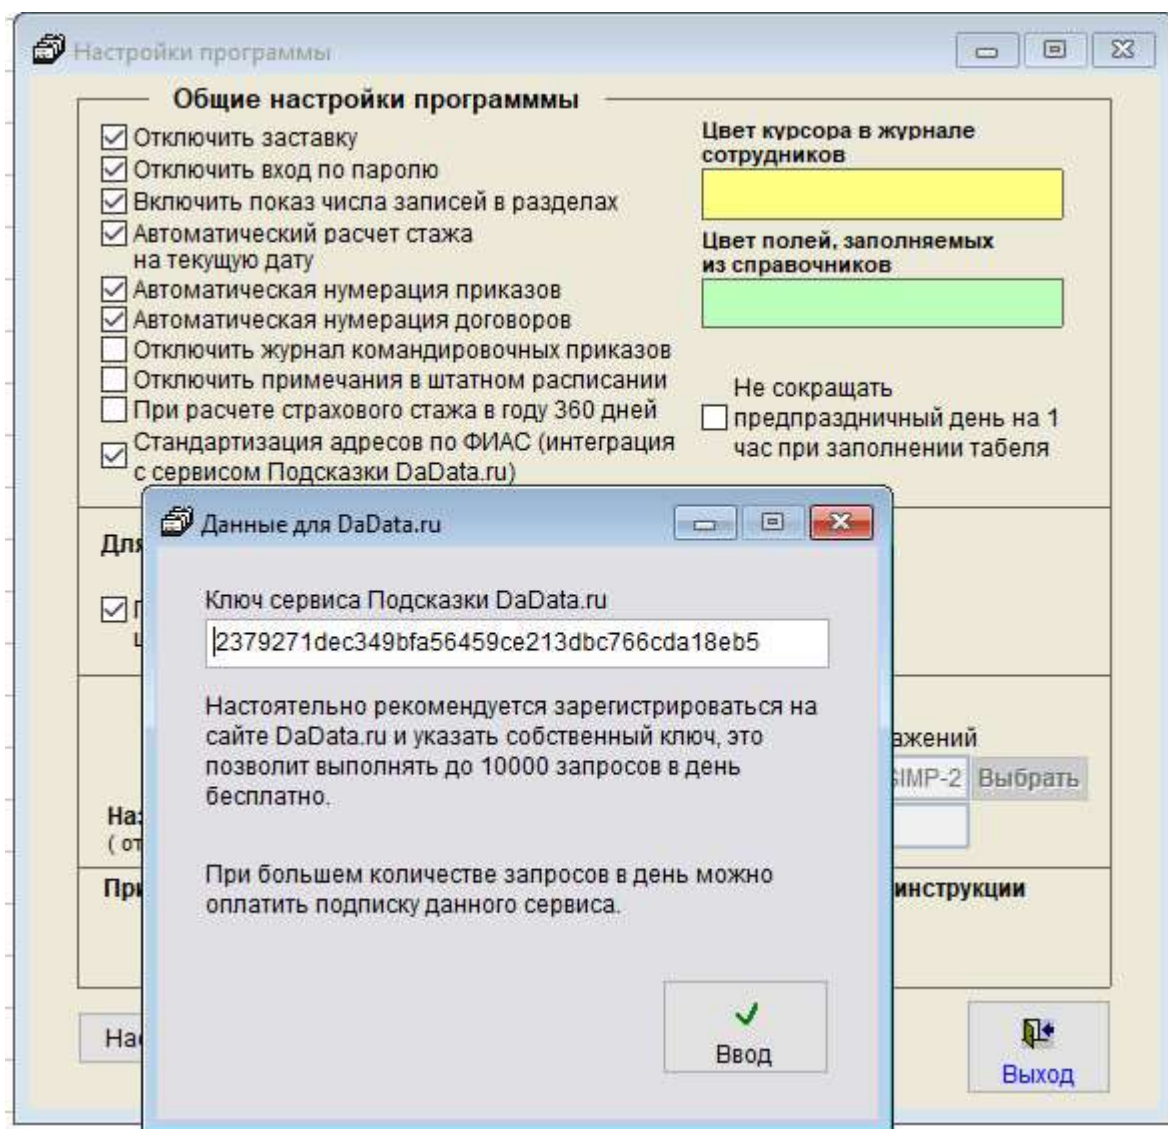 Настройки программы
Общие настройки программмы
Отключить заставку
Отключить вход по паролю
Включить показ числа записей в разделах
Автоматический расчет стажа
на текущую дату
Автоматическая нумерация приказов
Автоматическая нумерация договоров
Отключить журнал командировочных приказов
Отключить примечания в штатном расписании
При расчете страхового стажа в году 360 дней
Стандартизация адресов по ФИАС (интеграция
с сервисом Подсказки DaData.ru)
Цвет курсора в журнале
сотрудников
Цвет полей, заполняемых
из справочников
Не сокращать
предпраздничный день на 1
час при заполнении табеля
Данные для DaData.ru
Ключ сервиса Подсказки DaData.ru
2379271dec349bfa56459ce213dbc766cda18eb5
Настоятельно рекомендуется зарегистрироваться на
сайте DaData.ru и указать собственный ключ, это
позволит выполнять до 10000 запросов в день
бесплатно.
При большем количестве запросов в день можно
оплатить подписку данного сервиса.
Ввод
Выбрать
Выход